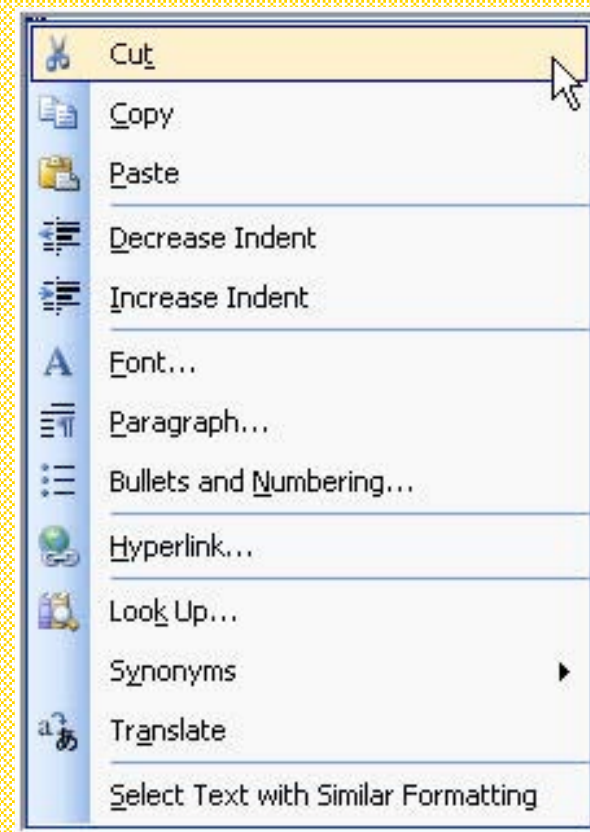 Cut
Copy
Paste
Decrease Indent
Increase Indent
Font...
Paragraph...
Bullets and Numbering...
Hyperlink...
Look Up...
Synonyms
Translate
Select Text with Similar Formatting